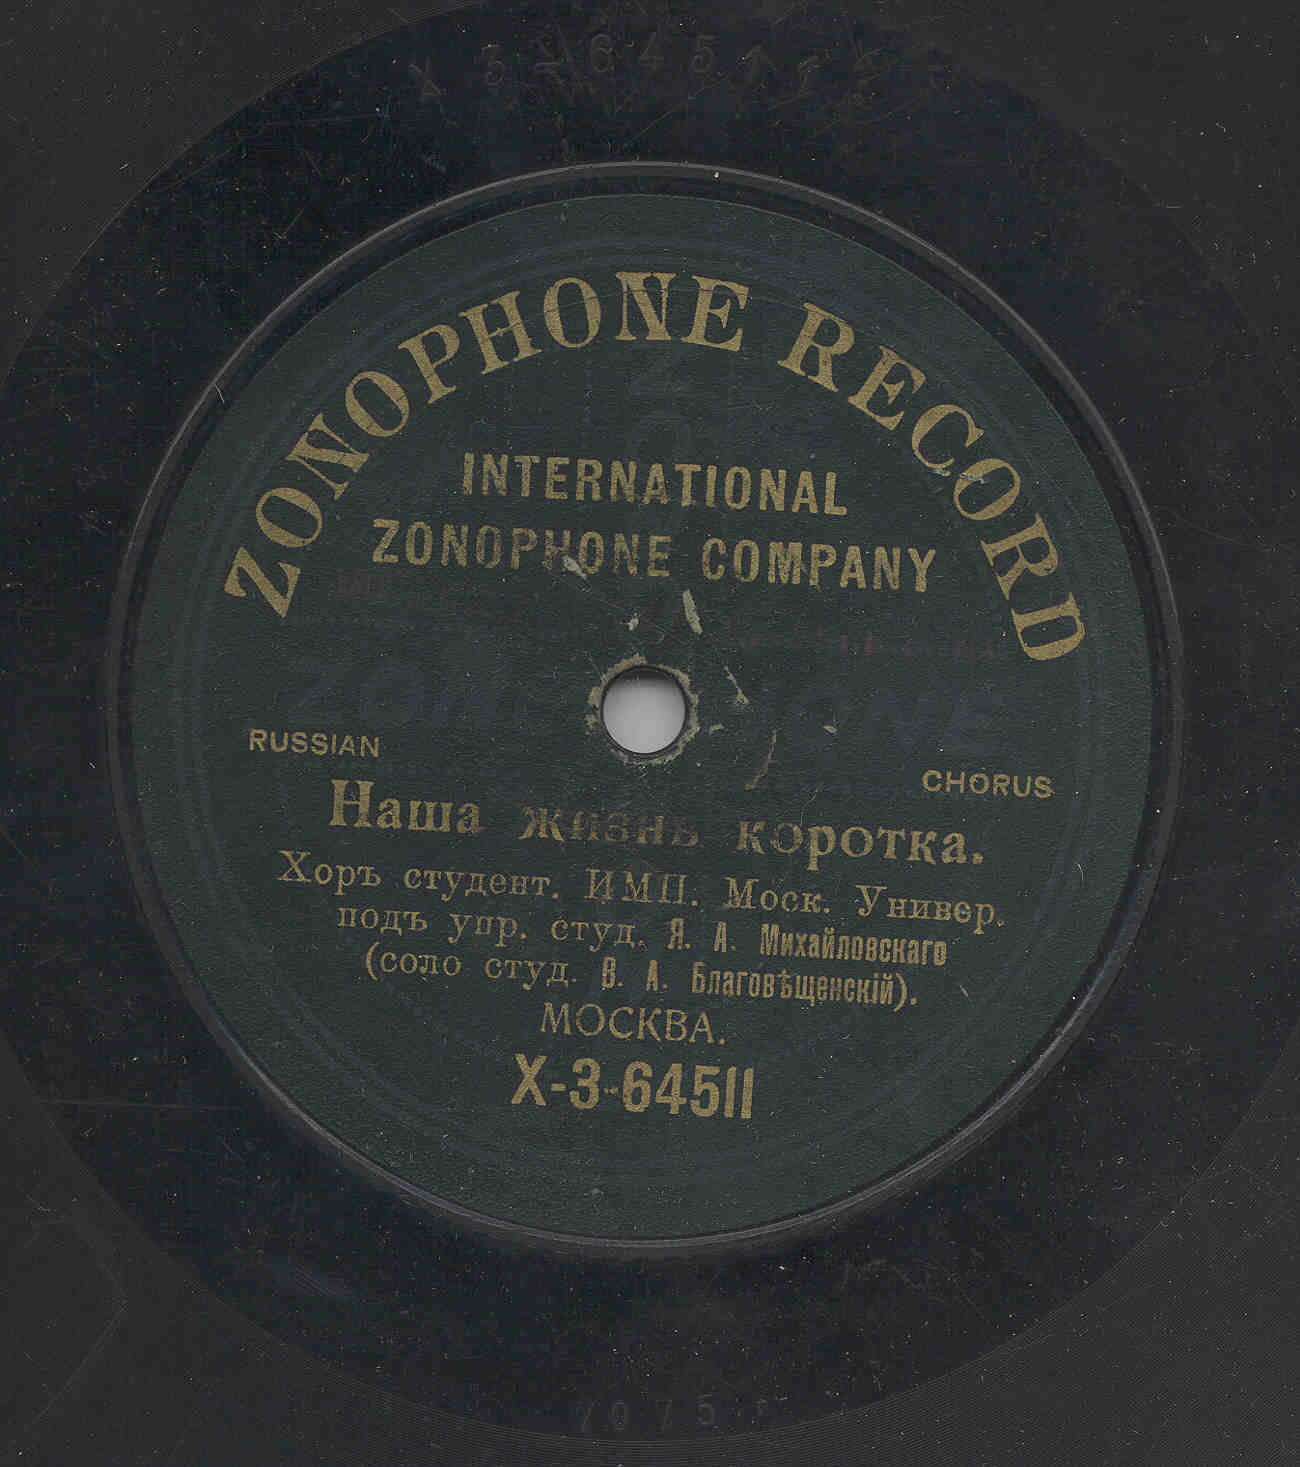 ZONOPHONE RECORD
INTERNATIONAL
ZONOPHONE COMPANY
RUSSIAN
CHORUS
Наша жизнь коротка.
Хоръ студент. ИМП. Моск. Универ.
подъ упр. студ. Я. А. Михайловскаго
(соло студ. В. А. Благовѣщенскій).
МОСКВА.
X-3-64511